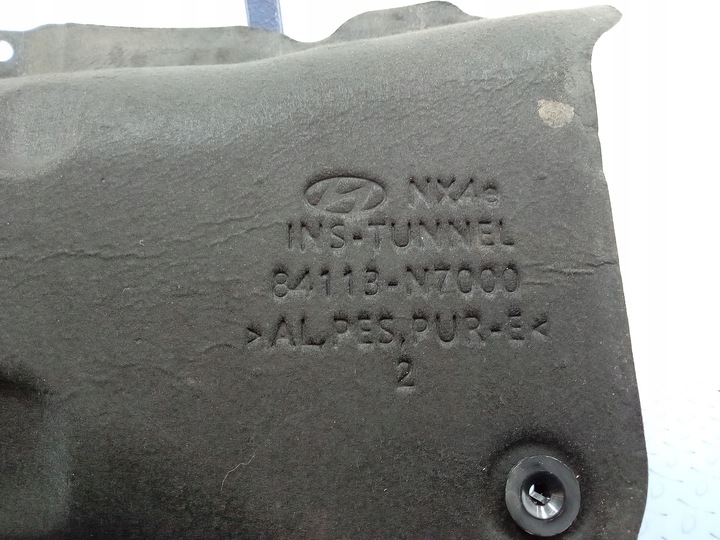 NX4e
INS-TUNNEL
84113-N7000
>AL,PES,PUR-E<
2